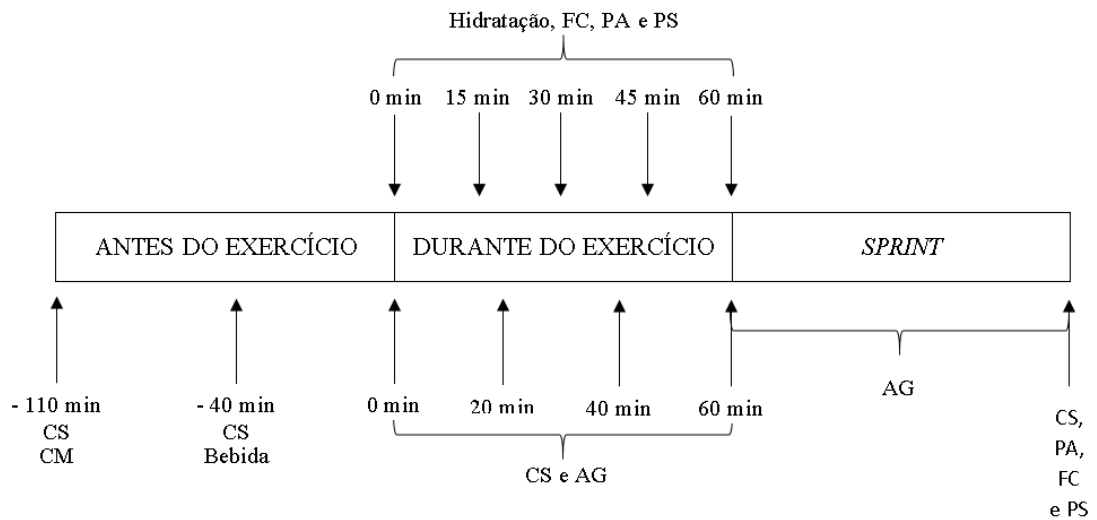 Hidratação, FC, PA e PS
0 min 15 min 30 min 45 min 60 min
ANTES DO EXERCÍCIO DURANTE DO EXERCÍCIO SPRINT
- 110 min - 40 min 0 min 20 min 40 min 60 min
CS CS
CM Bebida
CS e AG
AG
CS,
PA,
FC
e PS